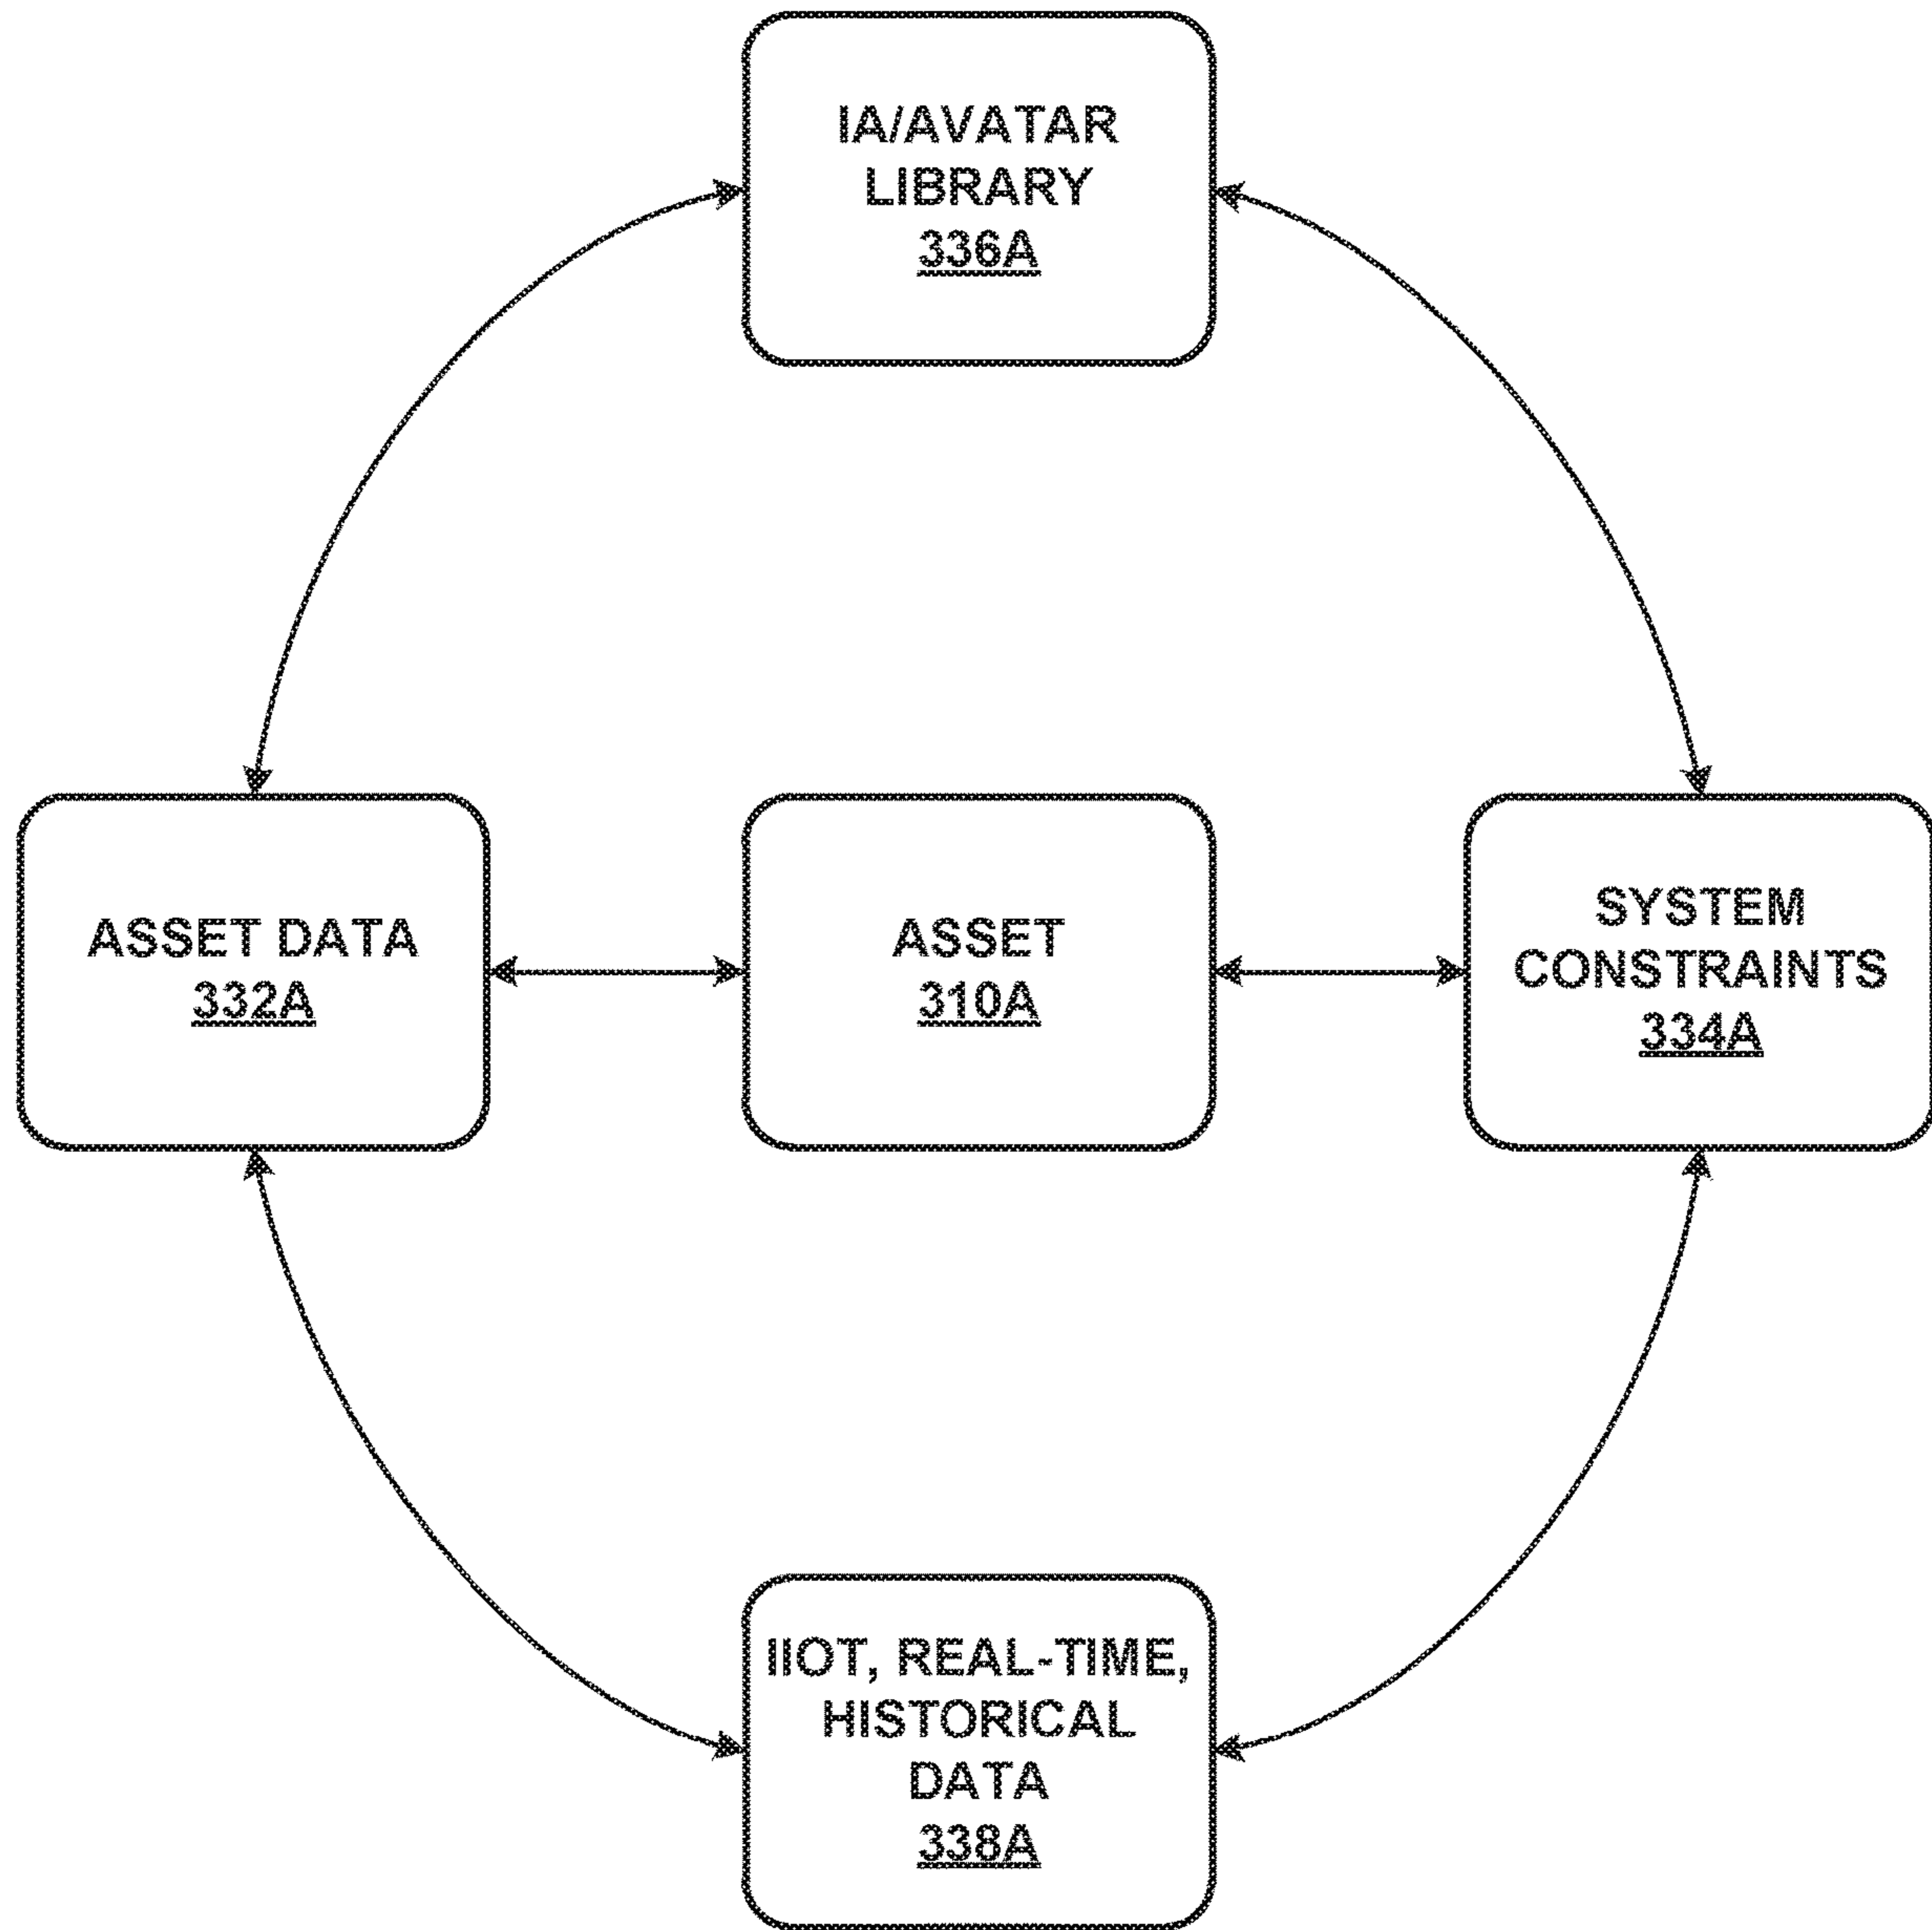 IA/AVATAR
LIBRARY
336A
ASSET DATA
332A
ASSET
310A
SYSTEM
CONSTRAINTS
334A
IIOT, REAL-TIME,
HISTORICAL
DATA
338A